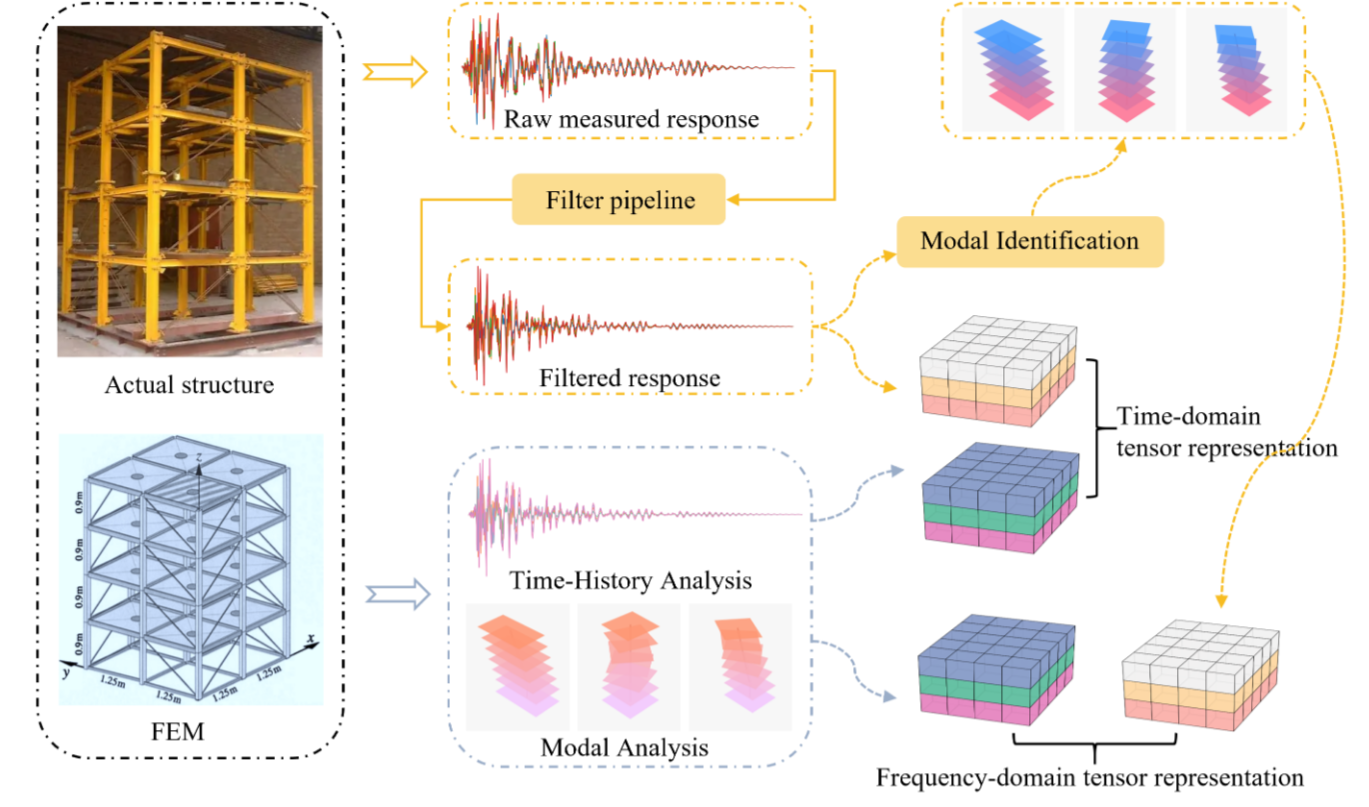 Raw measured response
Filter pipeline
Modal Identification
Filtered response
Actual structure
Time-domain
tensor representation
z
0.9m
0.9m
0.9m
0.9m
x
y
1.25m
1.25m
1.25m
1.25m
FEM
Time-History Analysis
Modal Analysis
Frequency-domain tensor representation